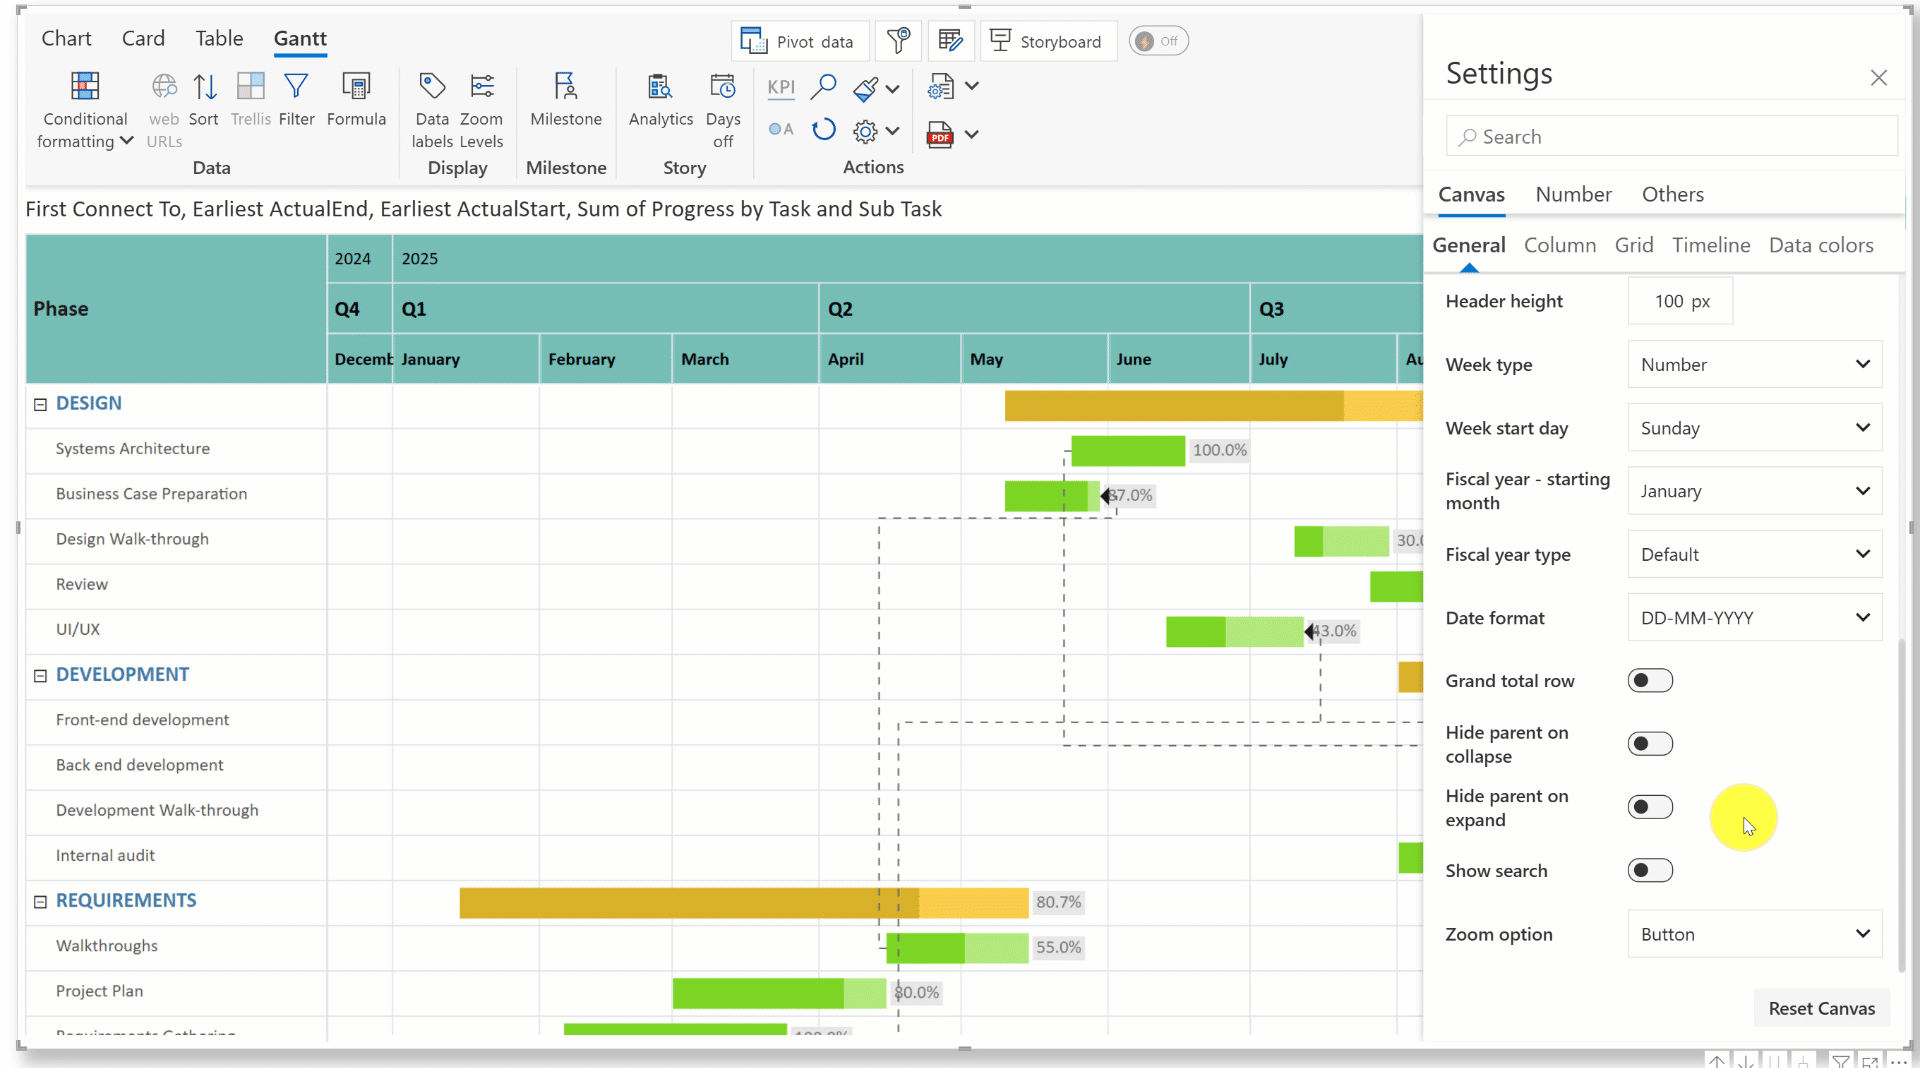 Chart Card Table Gantt
Pivot data
Storyboard
Off
Conditional formatting
web URLs
Sort
Trellis
Filter
Formula
Data
Data labels
Zoom Levels
Display
Milestone
Milestone
Analytics
Days off
Story
KPI
A
PDF
Actions
First Connect To, Earliest ActualEnd, Earliest ActualStart, Sum of Progress by Task and Sub Task
Phase
2024 2025
Q4 Q1 Q2 Q3
Decemb January February March April May June July Au
DESIGN
Systems Architecture 100.0%
Business Case Preparation 87.0%
Design Walk-through 30.0
Review
UI/UX 43.0%
DEVELOPMENT
Front-end development
Back end development
Development Walk-through
Internal audit
REQUIREMENTS 80.7%
Walkthroughs 55.0%
Project Plan 80.0%
Requirements Gathering 100.0%
Settings
Search
Canvas Number Others
General Column Grid Timeline Data colors
Header height 100 px
Week type Number
Week start day Sunday
Fiscal year - starting month January
Fiscal year type Default
Date format DD-MM-YYYY
Grand total row
Hide parent on collapse
Hide parent on expand
Show search
Zoom option Button
Reset Canvas